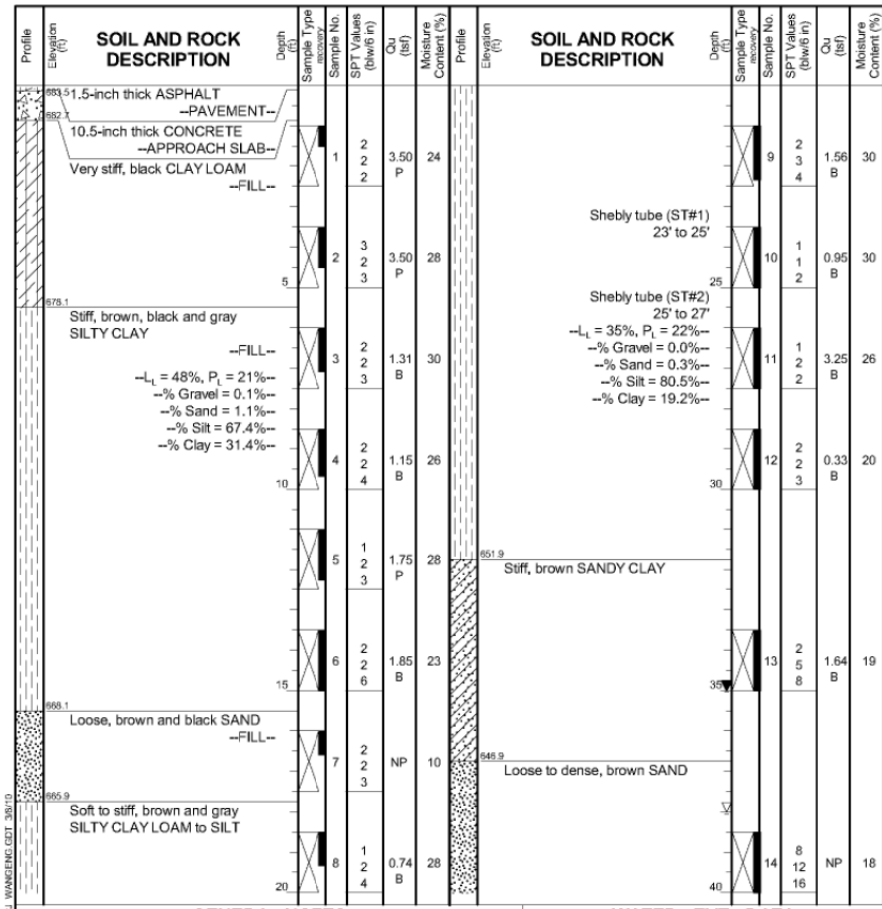 Profile
Elevation (ft)
SOIL AND ROCK DESCRIPTION
Depth (ft)
Sample Type
recovery
Sample No.
SPT Values (blw/6 in)
Qu (tsf)
Moisture Content (%)
683.5 1.5-inch thick ASPHALT
--PAVEMENT--
682.7
10.5-inch thick CONCRETE
--APPROACH SLAB--
Very stiff, black CLAY LOAM
--FILL--
1 2 2 2 3.50 P 24
2 3 2 3 3.50 P 28
5
678.1
Stiff, brown, black and gray
SILTY CLAY
--FILL--
3 2 2 3 1.31 B 30
--LL = 48%, PL = 21%--
--% Gravel = 0.1%--
--% Sand = 1.1%--
--% Silt = 67.4%--
--% Clay = 31.4%--
4 2 2 4 1.15 B 26
10
5 1 2 3 1.75 P 28
6 2 2 6 1.85 B 23
15
668.1
Loose, brown and black SAND
--FILL--
7 2 2 3 NP 10
665.9
Soft to stiff, brown and gray
SILTY CLAY LOAM to SILT
8 1 2 4 0.74 B 28
20
WANGENG.GDT 3/8/10
Profile
Elevation (ft)
SOIL AND ROCK DESCRIPTION
Depth (ft)
Sample Type
recovery
Sample No.
SPT Values (blw/6 in)
Qu (tsf)
Moisture Content (%)
9 2 3 4 1.56 B 30
Shebly tube (ST#1)
23' to 25'
10 1 1 2 0.95 B 30
25
Shebly tube (ST#2)
25' to 27'
--LL = 35%, PL = 22%--
--% Gravel = 0.0%--
--% Sand = 0.3%--
--% Silt = 80.5%--
--% Clay = 19.2%--
11 1 2 2 3.25 B 26
12 2 2 3 0.33 B 20
30
651.9
Stiff, brown SANDY CLAY
13 2 5 8 1.64 B 19
35
646.9
Loose to dense, brown SAND
14 8 12 16 NP 18
40